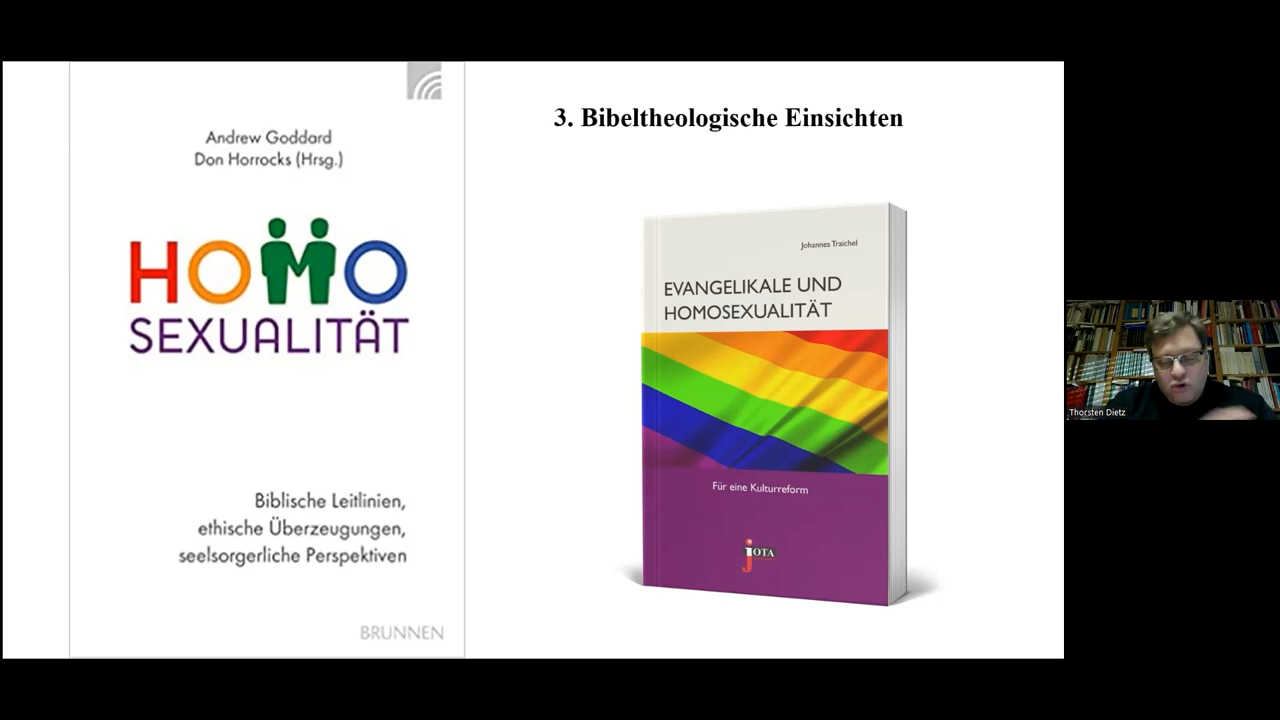 Andrew Goddard
Don Horrocks (Hrsg.)
HOMO
SEXUALITÄT
Biblische Leitlinien,
ethische Überzeugungen,
seelsorgerliche Perspektiven
BRUNNEN
3. Bibeltheologische Einsichten
Johannes Traichel
EVANGELIKALE UND
HOMOSEXUALITÄT
Für eine Kulturreform
jOTA
Thorsten Dietz